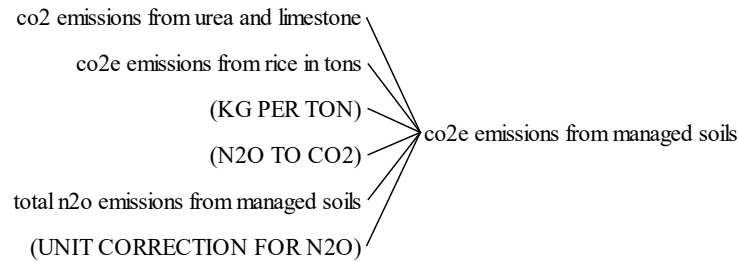 co2 emissions from urea and limestone
co2e emissions from rice in tons
(KG PER TON)
(N2O TO CO2)
total n2o emissions from managed soils
(UNIT CORRECTION FOR N2O)
co2e emissions from managed soils